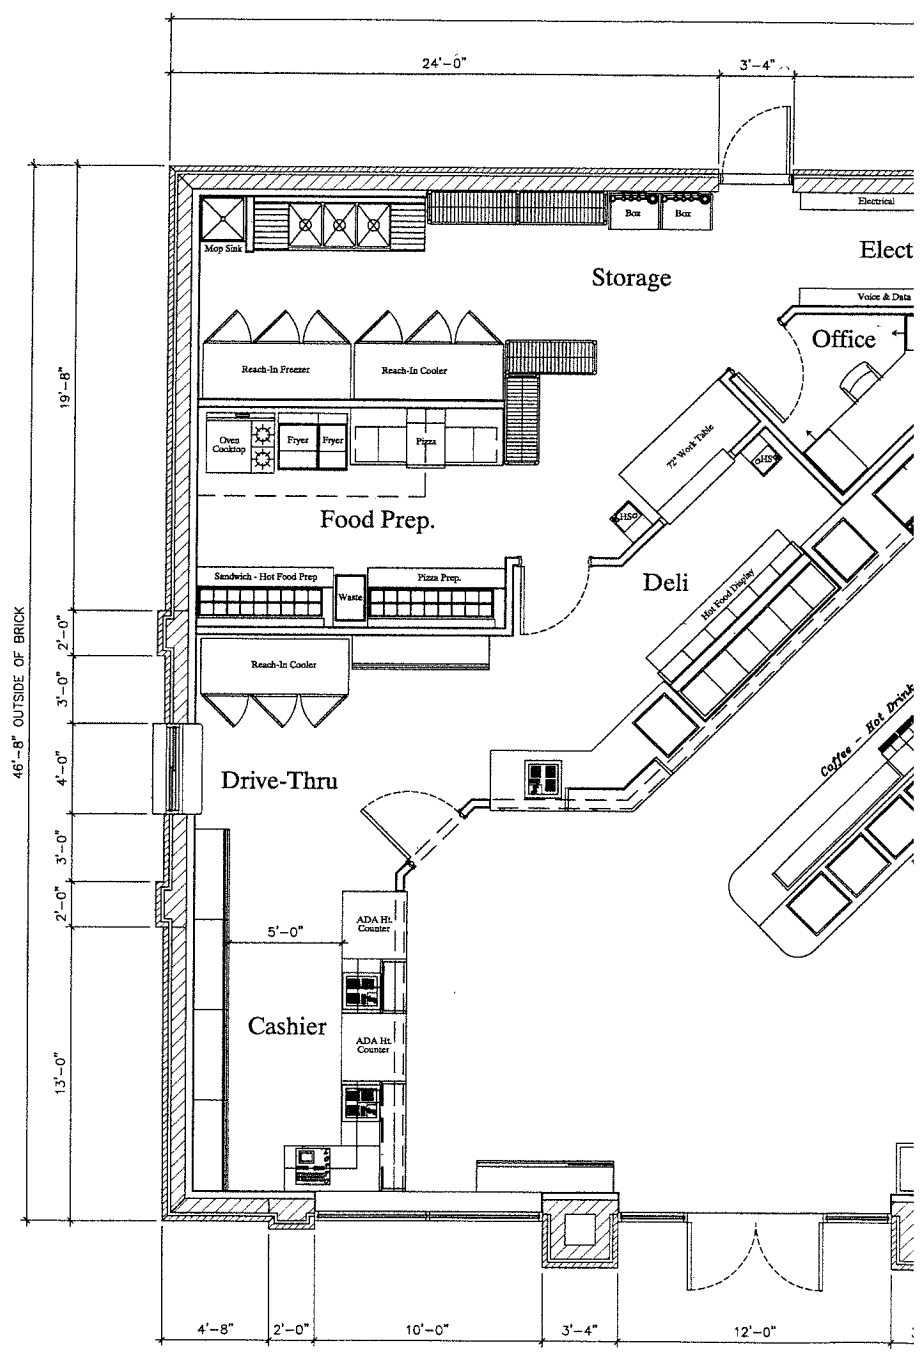 24'-0"
3'-4"
Electrical
Mop Sink
Box
Box
Storage
Elect
Voice & Data
Office
Reach-In Freezer
Reach-In Cooler
19'-8"
Oven
Cooktop
Fryer
Fryer
Pizza
72" Work Table
HS
HS
Food Prep.
Deli
Hot Food Display
Sandwich - Hot Food Prep
Waste
Pizza Prep.
46'-8" OUTSIDE OF BRICK
2'-0"
Reach-In Cooler
3'-0"
4'-0"
Drive-Thru
Coffee - Hot Drink
3'-0"
2'-0"
ADA Ht.
Counter
5'-0"
Cashier
ADA Ht.
Counter
13'-0"
4'-8"
2'-0"
10'-0"
3'-4"
12'-0"